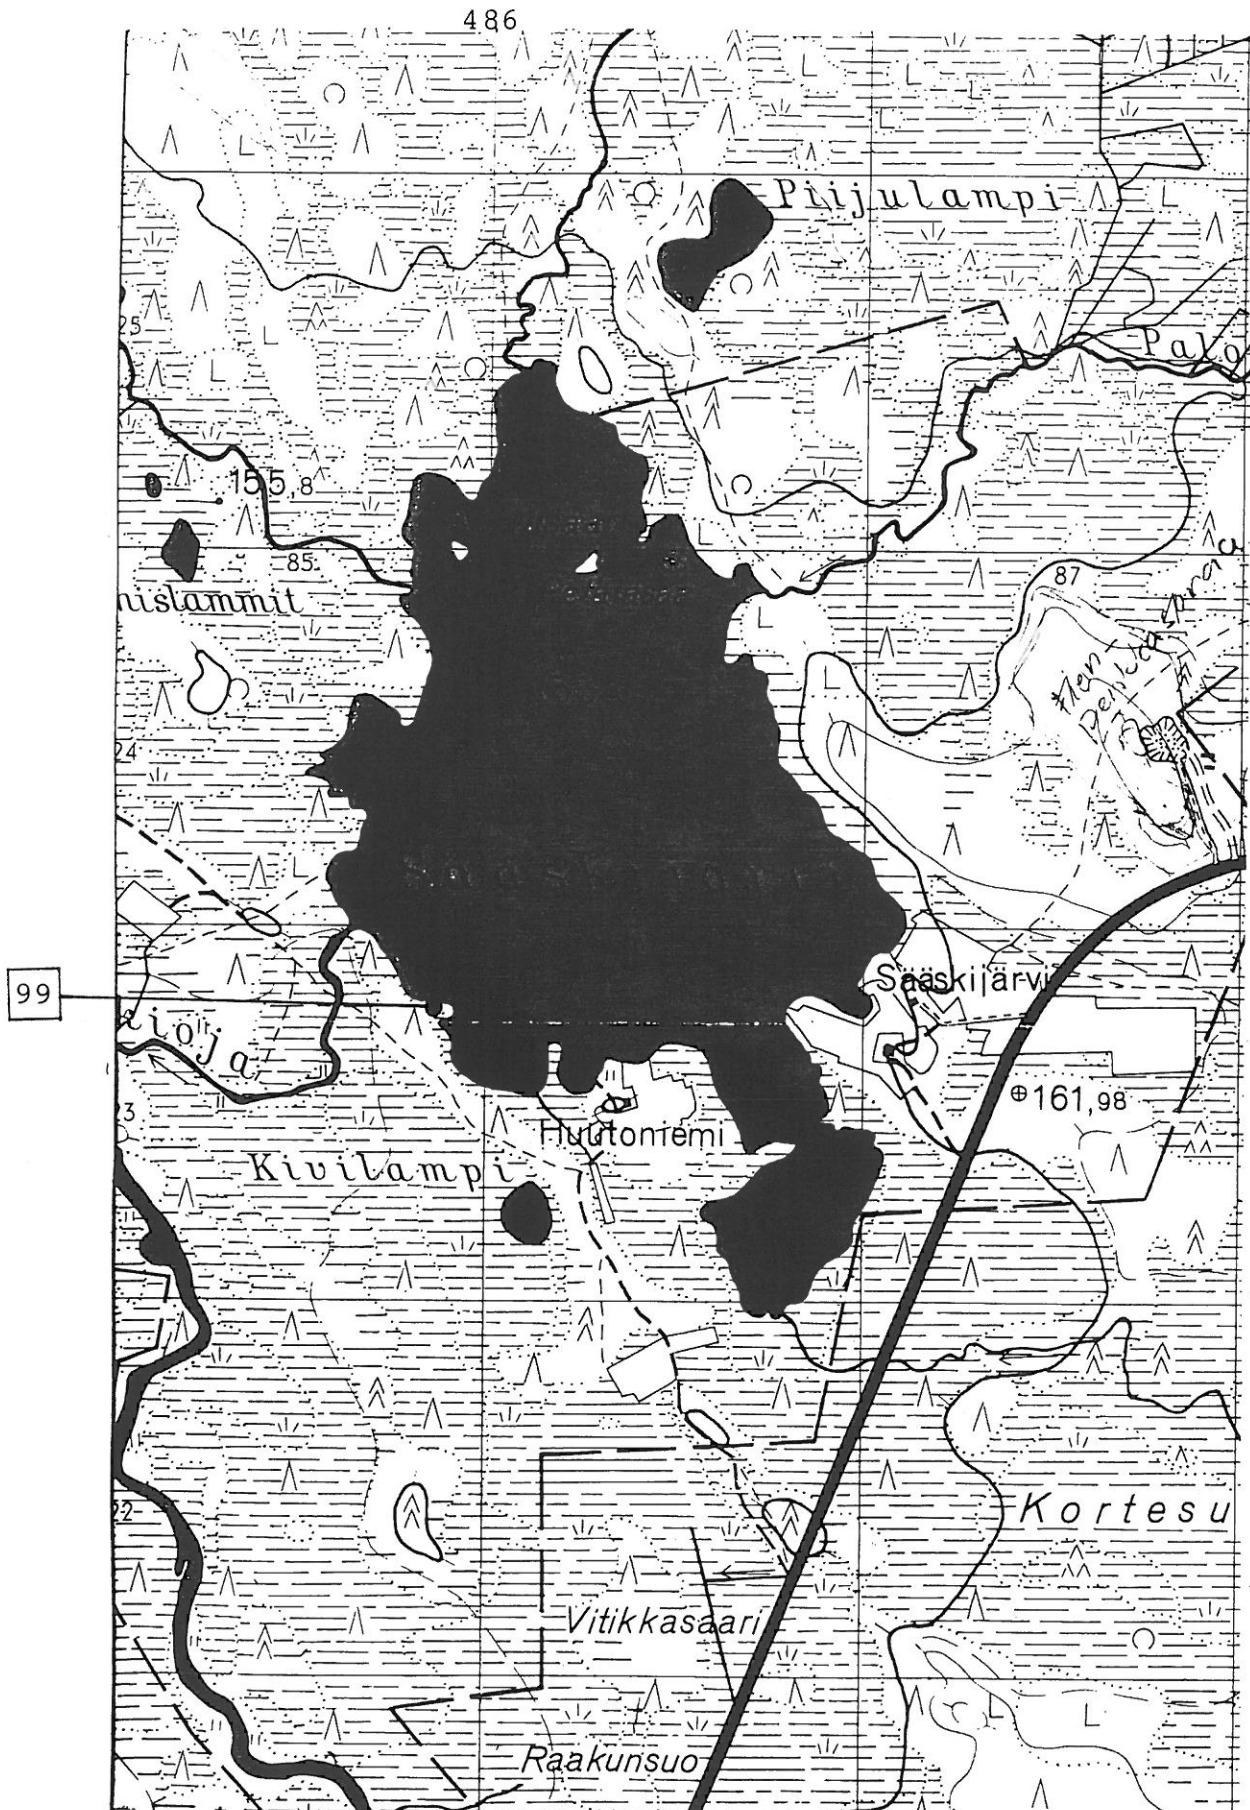 486
Piijulampi
25
Palo
155,8
85
87
nislammit
24
Sääskijärvi
99
aioja
161,98
23
Huutoniemi
Kivilampi
22
Kortesu
Vitikkasaari
Raakunsuo